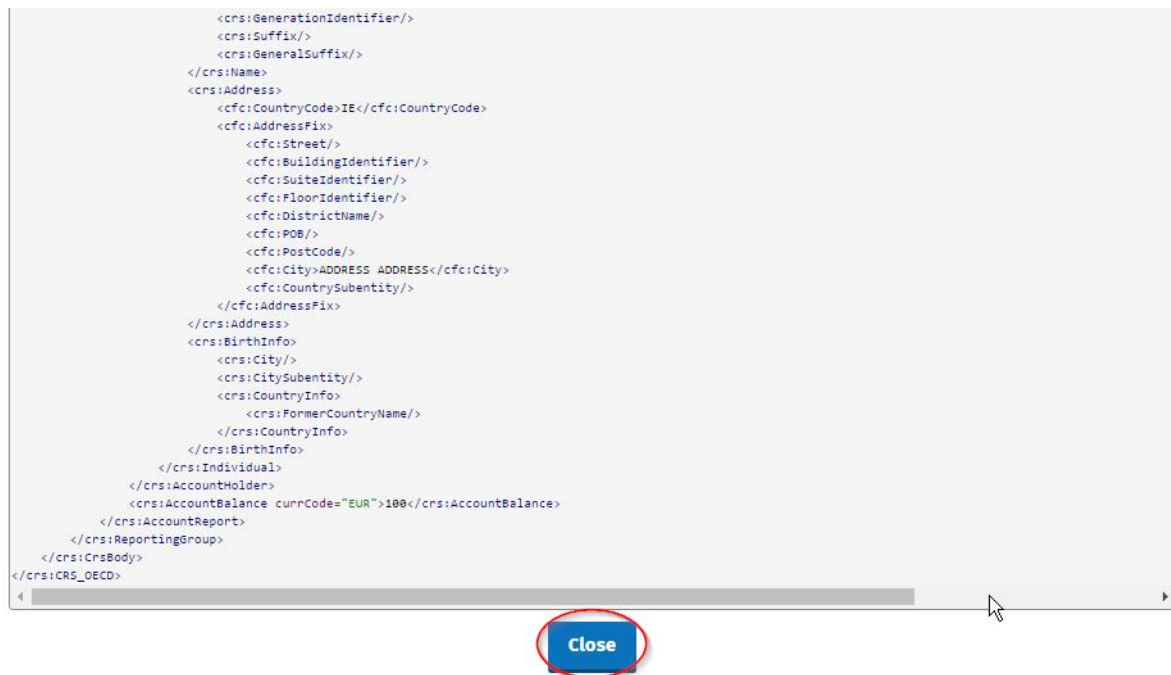 <crs:GenerationIdentifier/>
<crs:Suffix/>
<crs:GeneralSuffix/>
</crs:Name>
<crs:Address>
<cfc:CountryCode>IE</cfc:CountryCode>
<cfc:AddressFix>
<cfc:Street/>
<cfc:BuildingIdentifier/>
<cfc:SuiteIdentifier/>
<cfc:FloorIdentifier/>
<cfc:DistrictName/>
<cfc:POB/>
<cfc:PostCode/>
<cfc:City>ADDRESS ADDRESS</cfc:City>
<cfc:CountrySubentity/>
</cfc:AddressFix>
</crs:Address>
<crs:BirthInfo>
<crs:City/>
<crs:CitySubentity/>
<crs:CountryInfo>
<crs:FormerCountryName/>
</crs:CountryInfo>
</crs:BirthInfo>
</crs:Individual>
</crs:AccountHolder>
<crs:AccountBalance currCode="EUR">100</crs:AccountBalance>
</crs:AccountReport>
</crs:ReportingGroup>
</crs:CrsBody>
</crs:CRS_OECD>
Close